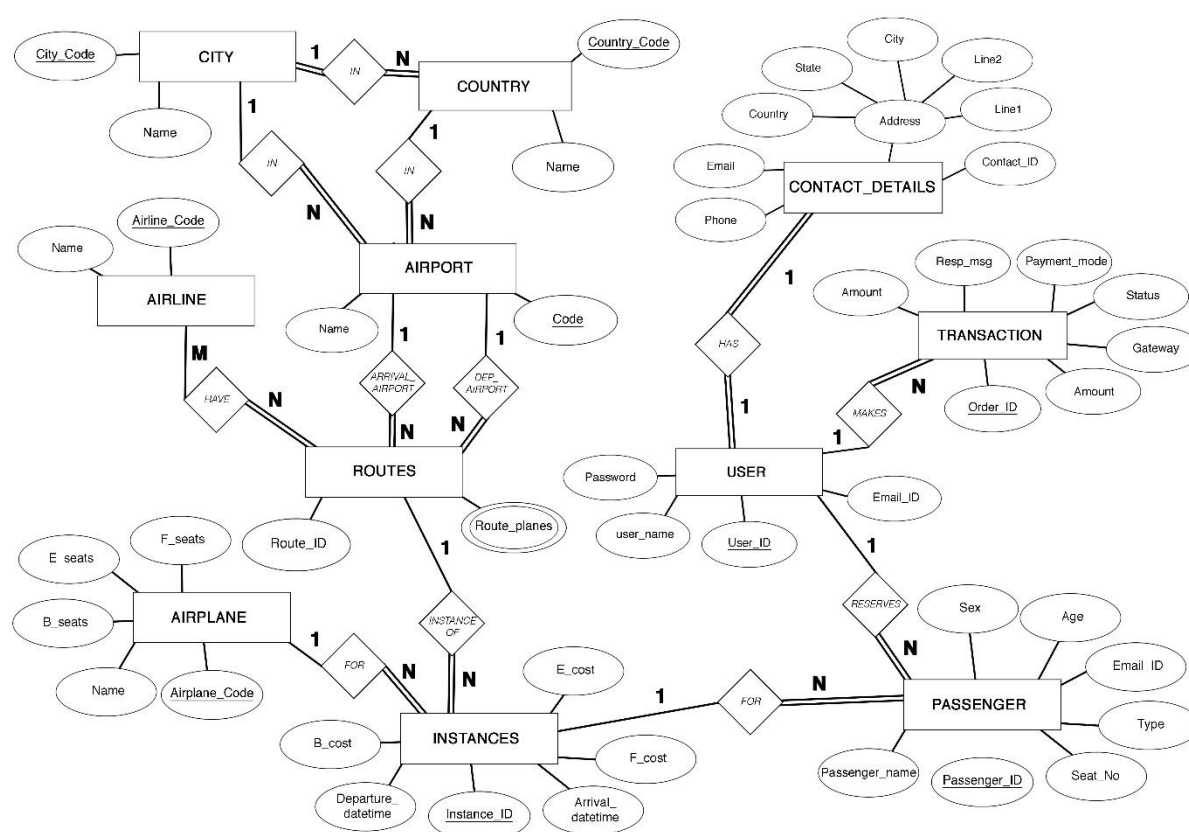 City_Code
CITY
1
IN
N
Country_Code
COUNTRY
Name
Name
1
IN
N
1
IN
N
City
State
Line2
Country
Address
Line1
Email
Contact_ID
CONTACT_DETAILS
Phone
1
HAS
1
Airline_Code
Name
AIRLINE
AIRPORT
Name
Code
M
HAVE
N
1
ARRIVAL_
AIRPORT
N
1
DEP_
AIRPORT
N
Resp_msg
Payment_mode
Amount
Status
TRANSACTION
Gateway
Order_ID
Amount
N
MAKES
1
ROUTES
Route_ID
Route_planes
Password
USER
Email_ID
user_name
User_ID
1
RESERVES
N
F_seats
E_seats
AIRPLANE
B_seats
Name
Airplane_Code
1
FOR
N
1
INSTANCE
OF
N
E_cost
B_cost
INSTANCES
F_cost
Departure_
datetime
Instance_ID
Arrival_
datetime
1
FOR
N
Sex
Age
Email_ID
PASSENGER
Type
Passenger_name
Passenger_ID
Seat_No